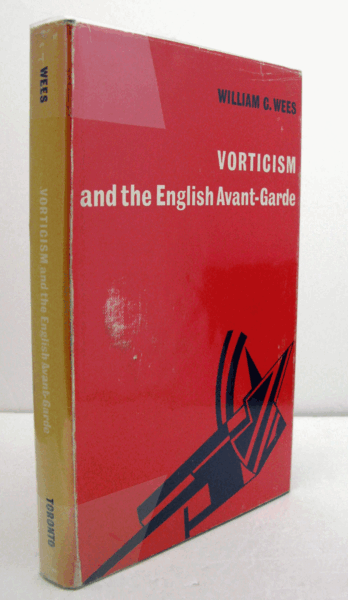 WEES
VORTICISM and the English Avant-Garde
TORONTO
WILLIAM C. WEES
VORTICISM
and the English Avant-Garde